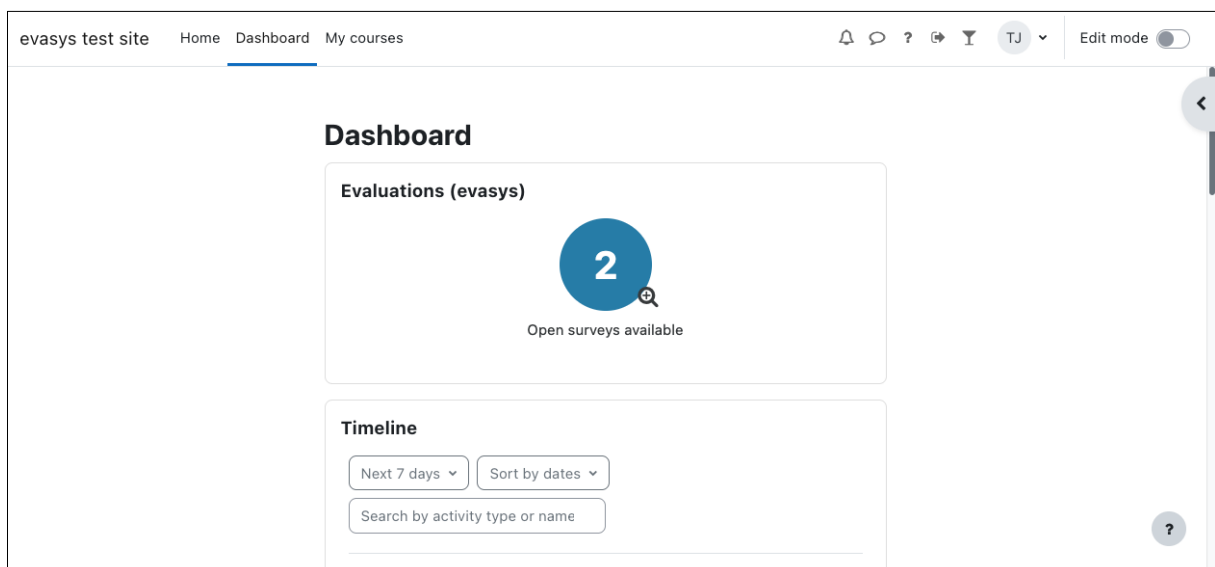 evasys test site Home Dashboard My courses ? TJ Edit mode
Dashboard
Evaluations (evasys)
2
Open surveys available
Timeline
Next 7 days Sort by dates
Search by activity type or name
?